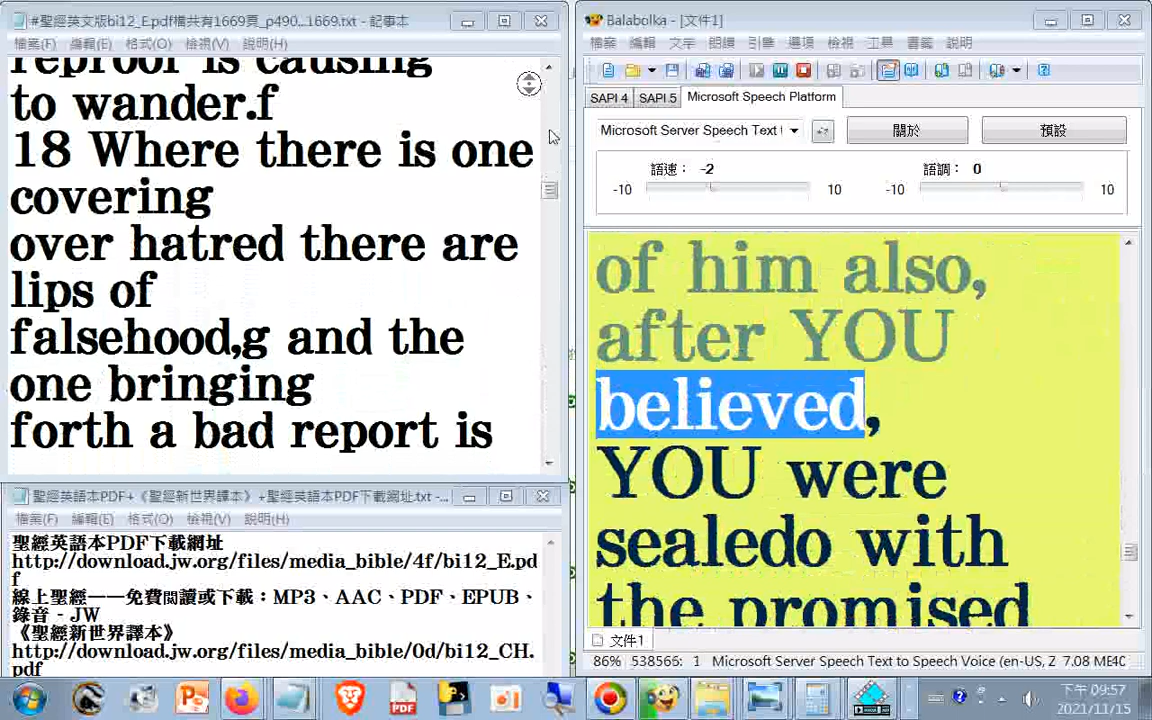 #聖經英文版bi12_E.pdf檔共有1669頁_p490...1669.txt - 記事本
檔案(F) 編輯(E) 格式(O) 檢視(V) 說明(H)
reproof is causing
to wander.f
18 Where there is one
covering
over hatred there are
lips of
falsehood,g and the
one bringing
forth a bad report is
聖經英語本PDF+《聖經新世界譯本》+聖經英語本PDF下載網址.txt -...
檔案(F) 編輯(E) 格式(O) 檢視(V) 說明(H)
聖經英語本PDF下載網址
http://download.jw.org/files/media_bible/4f/bi12_E.pd
f
線上聖經——免費閱讀或下載：MP3、AAC、PDF、EPUB、
錄音 - JW
《聖經新世界譯本》
http://download.jw.org/files/media_bible/0d/bi12_CH.
pdf
Balabolka - [文件1]
檔案 編輯 文字 朗讀 引擎 選項 檢視 工具 書籤 說明
SAPI 4 SAPI 5 Microsoft Speech Platform
Microsoft Server Speech Text 關於 預設
語速： -2 語調： 0
-10 10 -10 10
of him also,
after YOU
believed,
YOU were
sealedo with
the promised
文件1
86% 538566: 1 Microsoft Server Speech Text to Speech Voice (en-US, Z 7.08 ME
下午 09:57
2021/11/15